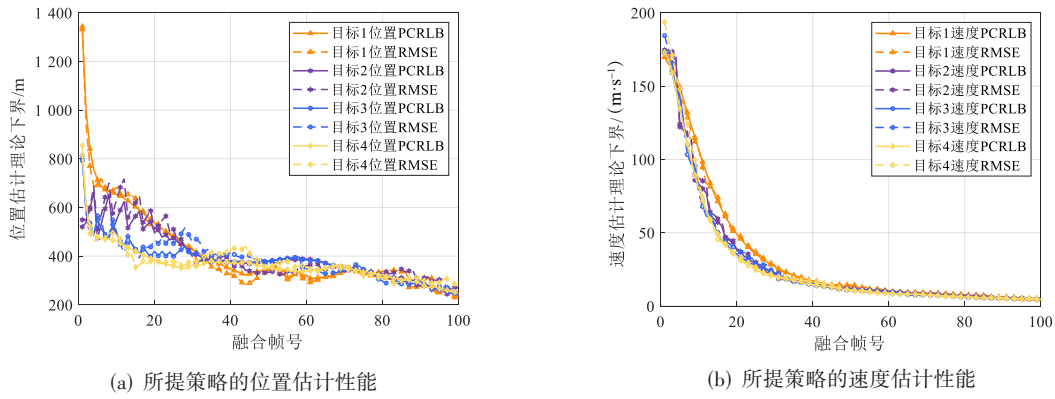 1 400
1 200
1 000
800
600
400
200
位置估计理论下界/m
0
20
40
60
80
100
融合帧号
目标1位置PCRLB
目标1位置RMSE
目标2位置PCRLB
目标2位置RMSE
目标3位置PCRLB
目标3位置RMSE
目标4位置PCRLB
目标4位置RMSE
(a) 所提策略的位置估计性能
200
150
100
50
0
速度估计理论下界/(m·s⁻¹)
0
20
40
60
80
100
融合帧号
目标1速度PCRLB
目标1速度RMSE
目标2速度PCRLB
目标2速度RMSE
目标3速度PCRLB
目标3速度RMSE
目标4速度PCRLB
目标4速度RMSE
(b) 所提策略的速度估计性能